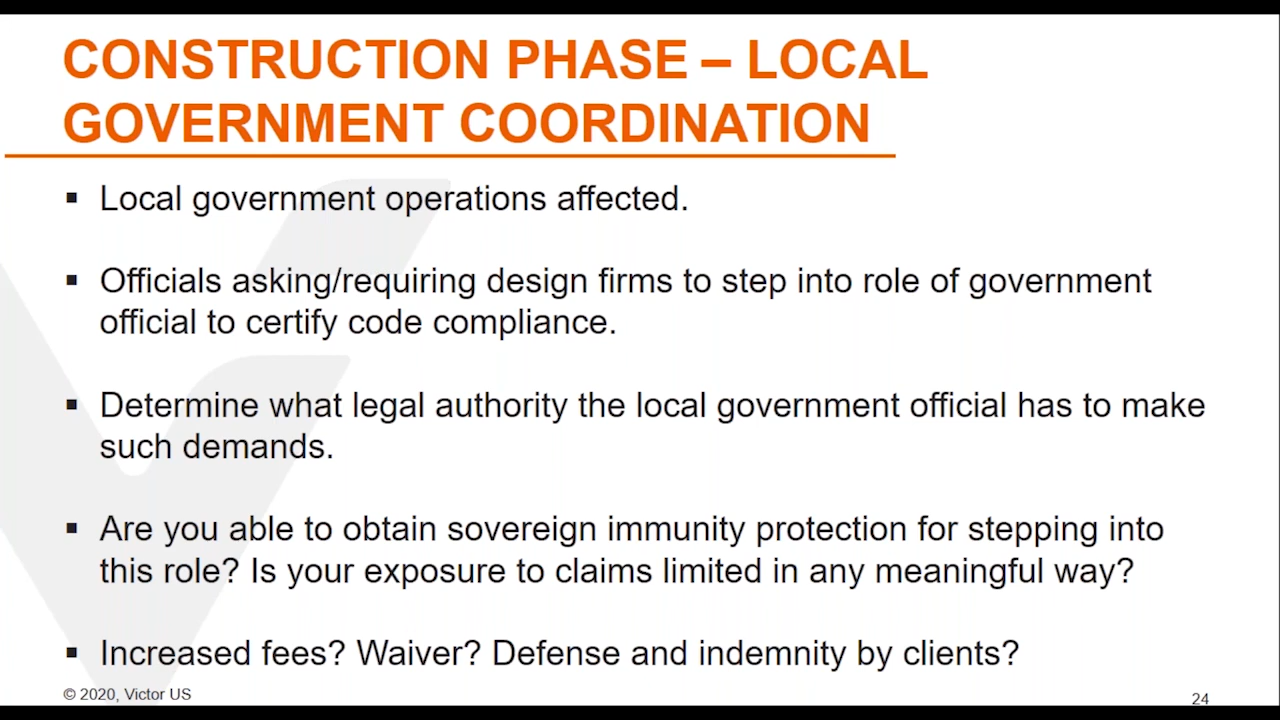 CONSTRUCTION PHASE – LOCAL
GOVERNMENT COORDINATION
▪ Local government operations affected.
▪ Officials asking/requiring design firms to step into role of government
official to certify code compliance.
▪ Determine what legal authority the local government official has to make
such demands.
▪ Are you able to obtain sovereign immunity protection for stepping into
this role? Is your exposure to claims limited in any meaningful way?
▪ Increased fees? Waiver? Defense and indemnity by clients?
© 2020, Victor US
24